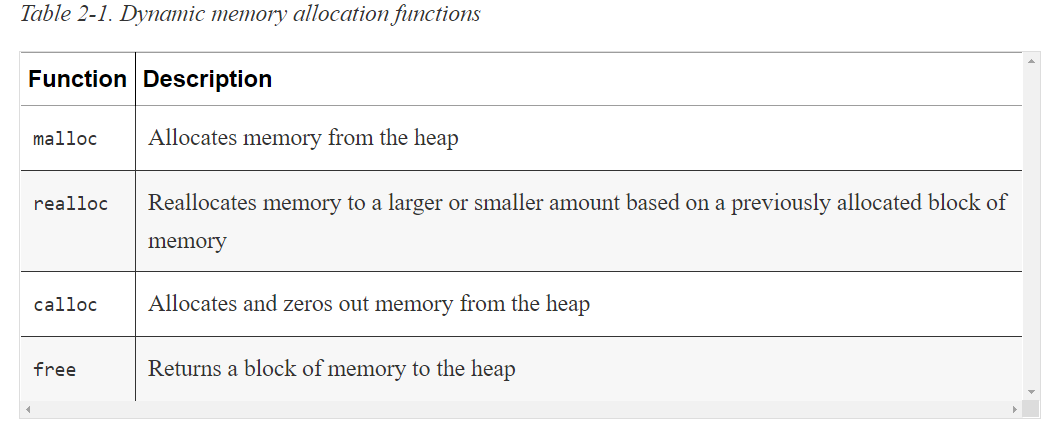 Table 2-1. Dynamic memory allocation functions
Function Description
malloc Allocates memory from the heap
realloc Reallocates memory to a larger or smaller amount based on a previously allocated block of
memory
calloc Allocates and zeros out memory from the heap
free Returns a block of memory to the heap